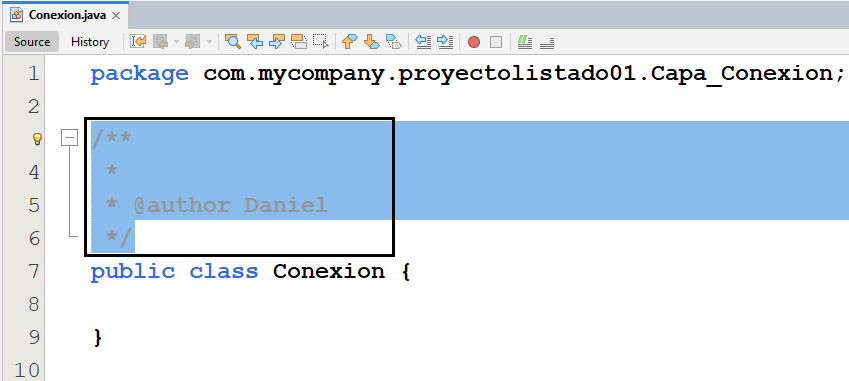 Conexion.java
Source History
1 package com.mycompany.proyectolistado01.Capa_Conexion;
2
/**
4 *
5 * @author Daniel
6 */
7 public class Conexion {
8
9 }
10